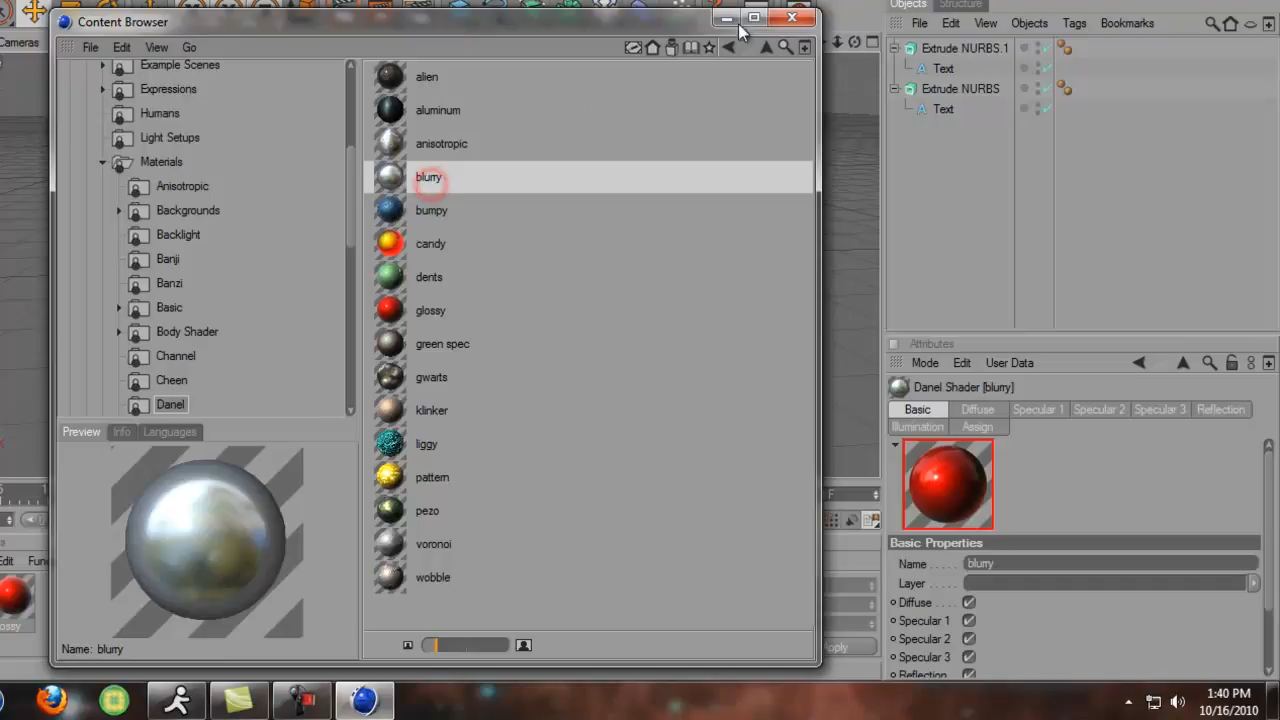 Content Browser
File Edit View Go
Example Scenes
Expressions
Humans
Light Setups
Materials
Anisotropic
Backgrounds
Backlight
Banji
Banzi
Basic
Body Shader
Channel
Cheen
Danel
Preview Info Languages
Name: blurry
alien
aluminum
anisotropic
blurry
bumpy
candy
dents
glossy
green spec
gwarts
klinker
liggy
pattern
pezo
voronoi
wobble
Cameras
Objects Structure
File Edit View Objects Tags Bookmarks
Extrude NURBS.1
Text
Extrude NURBS
Text
Attributes
Mode Edit User Data
Danel Shader [blurry]
Basic Diffuse Specular 1 Specular 2 Specular 3 Reflection
Illumination Assign
Basic Properties
Name blurry
Layer
Diffuse
Specular 1
Specular 2
Specular 3
Reflection
F
Apply
1:40 PM
10/16/2010